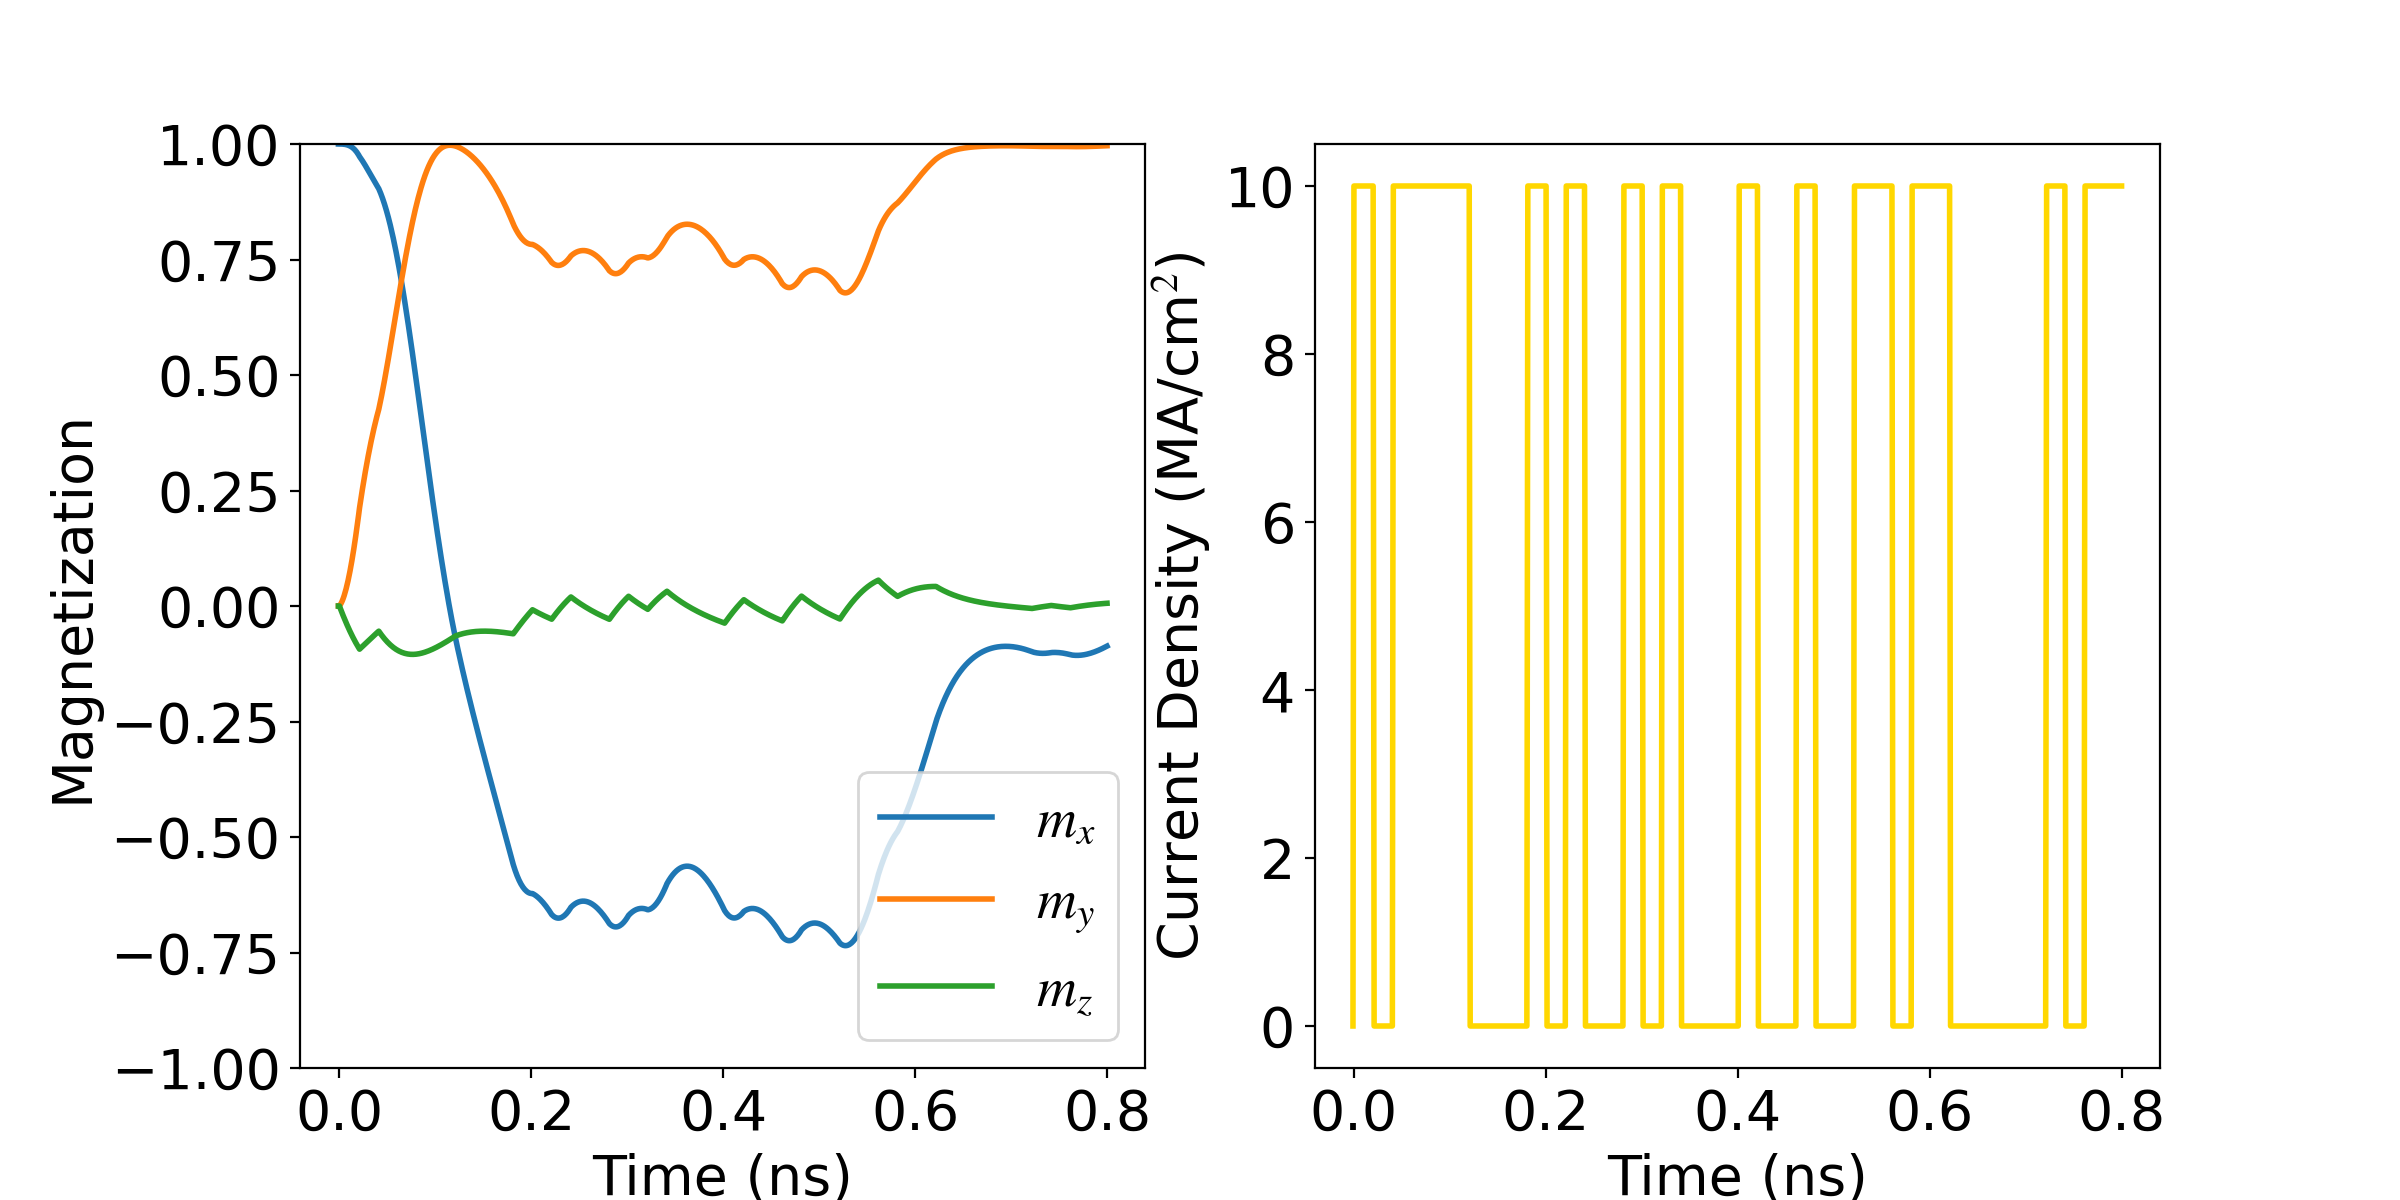 Magnetization
1.00
0.75
0.50
0.25
0.00
−0.25
−0.50
−0.75
−1.00
0.0 0.2 0.4 0.6 0.8
Time (ns)
m_x
m_y
m_z
Current Density (MA/cm²)
10
8
6
4
2
0
0.0 0.2 0.4 0.6 0.8
Time (ns)